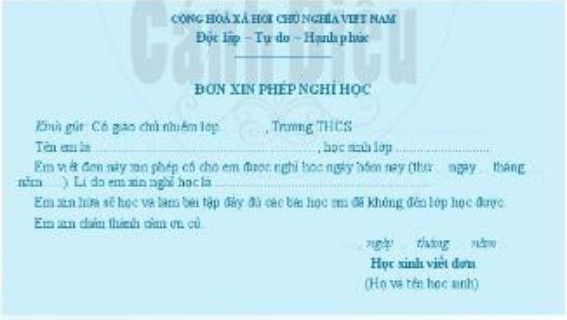 CỘNG HOÀ XÃ HỘI CHỦ NGHĨA VIỆT NAM
Độc lập – Tự do – Hạnh phúc
Cánh Diều
ĐƠN XIN PHÉP NGHỈ HỌC
Kính gửi: Cô giáo chủ nhiệm lớp ............, Trường THCS ............
Tên em là ............, học sinh lớp ............
Em viết đơn này xin phép cô cho em được nghỉ học ngày hôm nay (thứ ... ngày ... tháng ...
năm ...). Lí do em xin nghỉ học là ............
Em xin hứa sẽ học và làm bài tập đầy đủ các bài học em đã không đến lớp học được.
Em xin chân thành cảm ơn cô.
..., ngày ... tháng ... năm ...
Học sinh viết đơn
(Họ và tên học sinh)